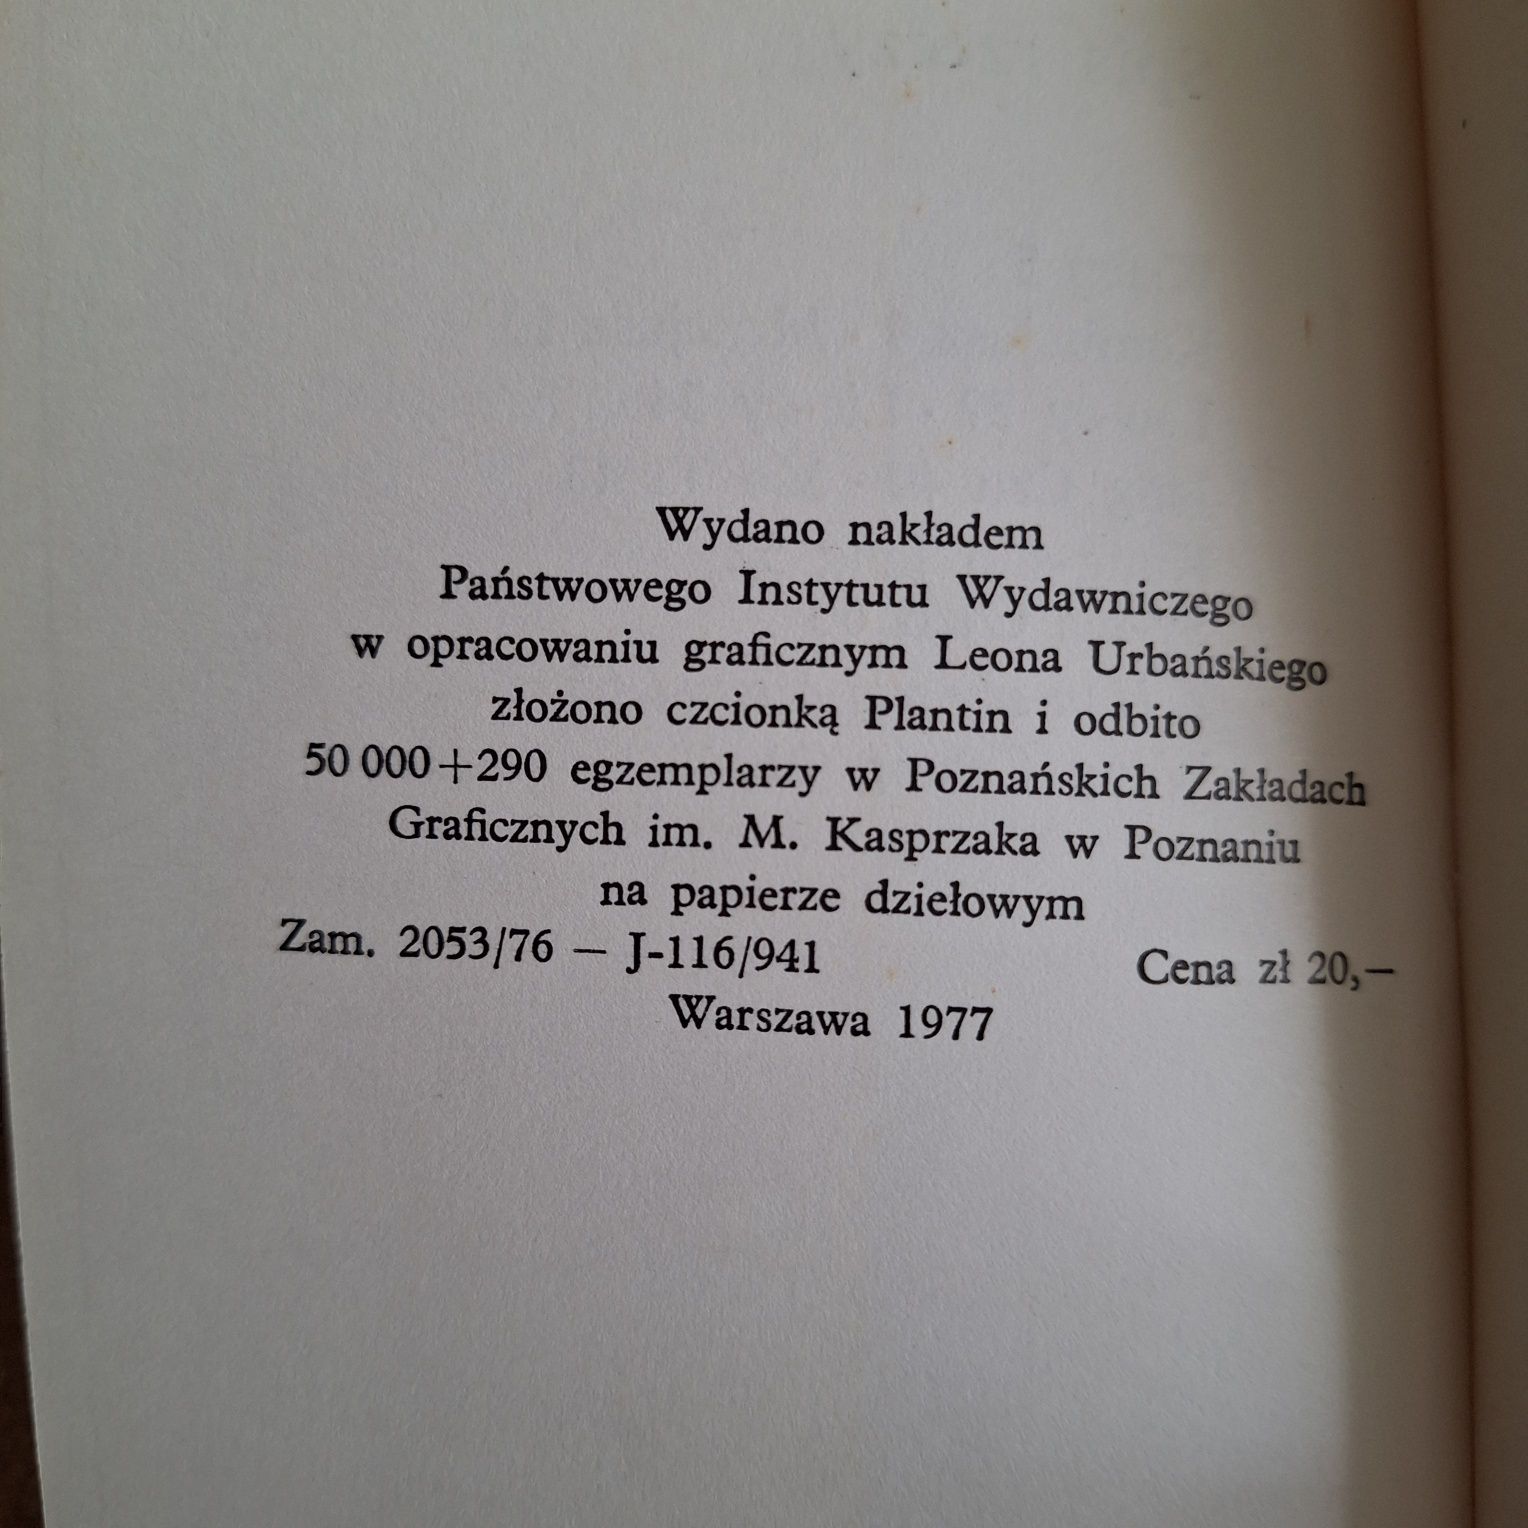 Wydano nakładem
Państwowego Instytutu Wydawniczego
w opracowaniu graficznym Leona Urbańskiego
złożono czcionką Plantin i odbito
50 000+290 egzemplarzy w Poznańskich Zakładach
Graficznych im. M. Kasprzaka w Poznaniu
na papierze dziełowym
Zam. 2053/76 — J-116/941 Cena zł 20,—
Warszawa 1977